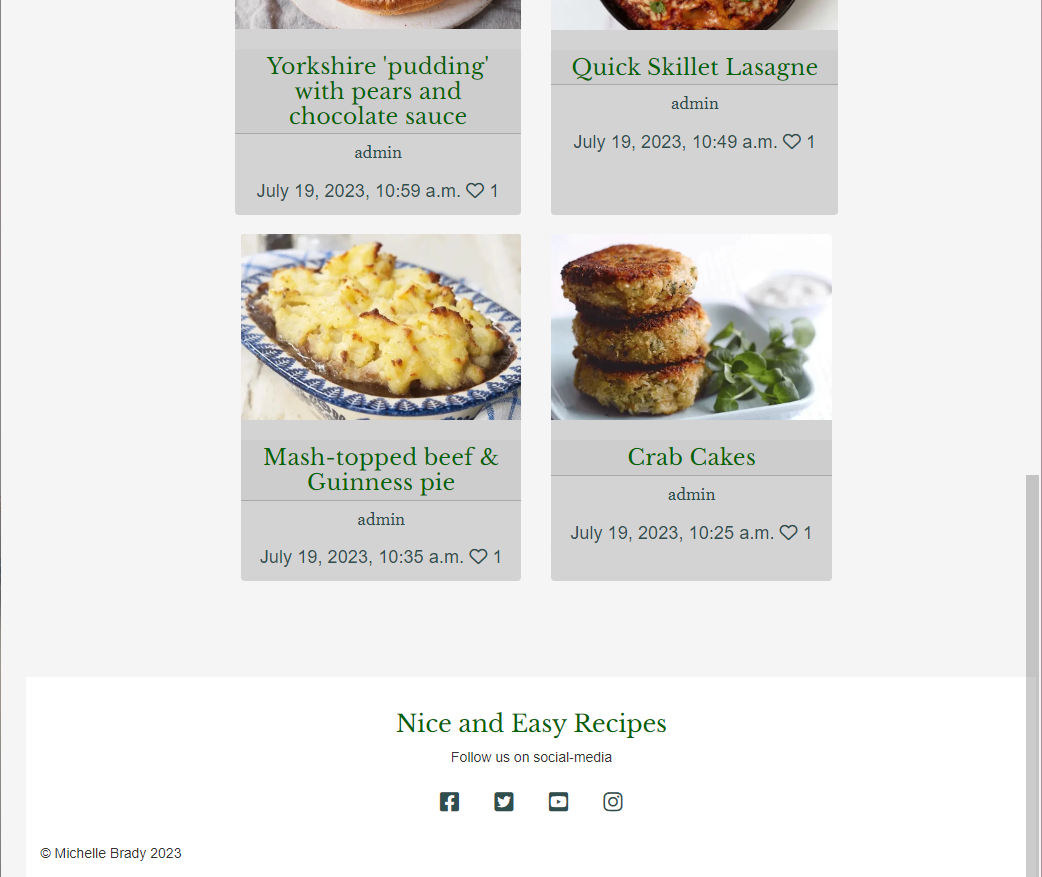 Yorkshire 'pudding'
with pears and
chocolate sauce
admin
July 19, 2023, 10:59 a.m. 1
Quick Skillet Lasagne
admin
July 19, 2023, 10:49 a.m. 1
Mash-topped beef &
Guinness pie
admin
July 19, 2023, 10:35 a.m. 1
Crab Cakes
admin
July 19, 2023, 10:25 a.m. 1
Nice and Easy Recipes
Follow us on social-media
© Michelle Brady 2023